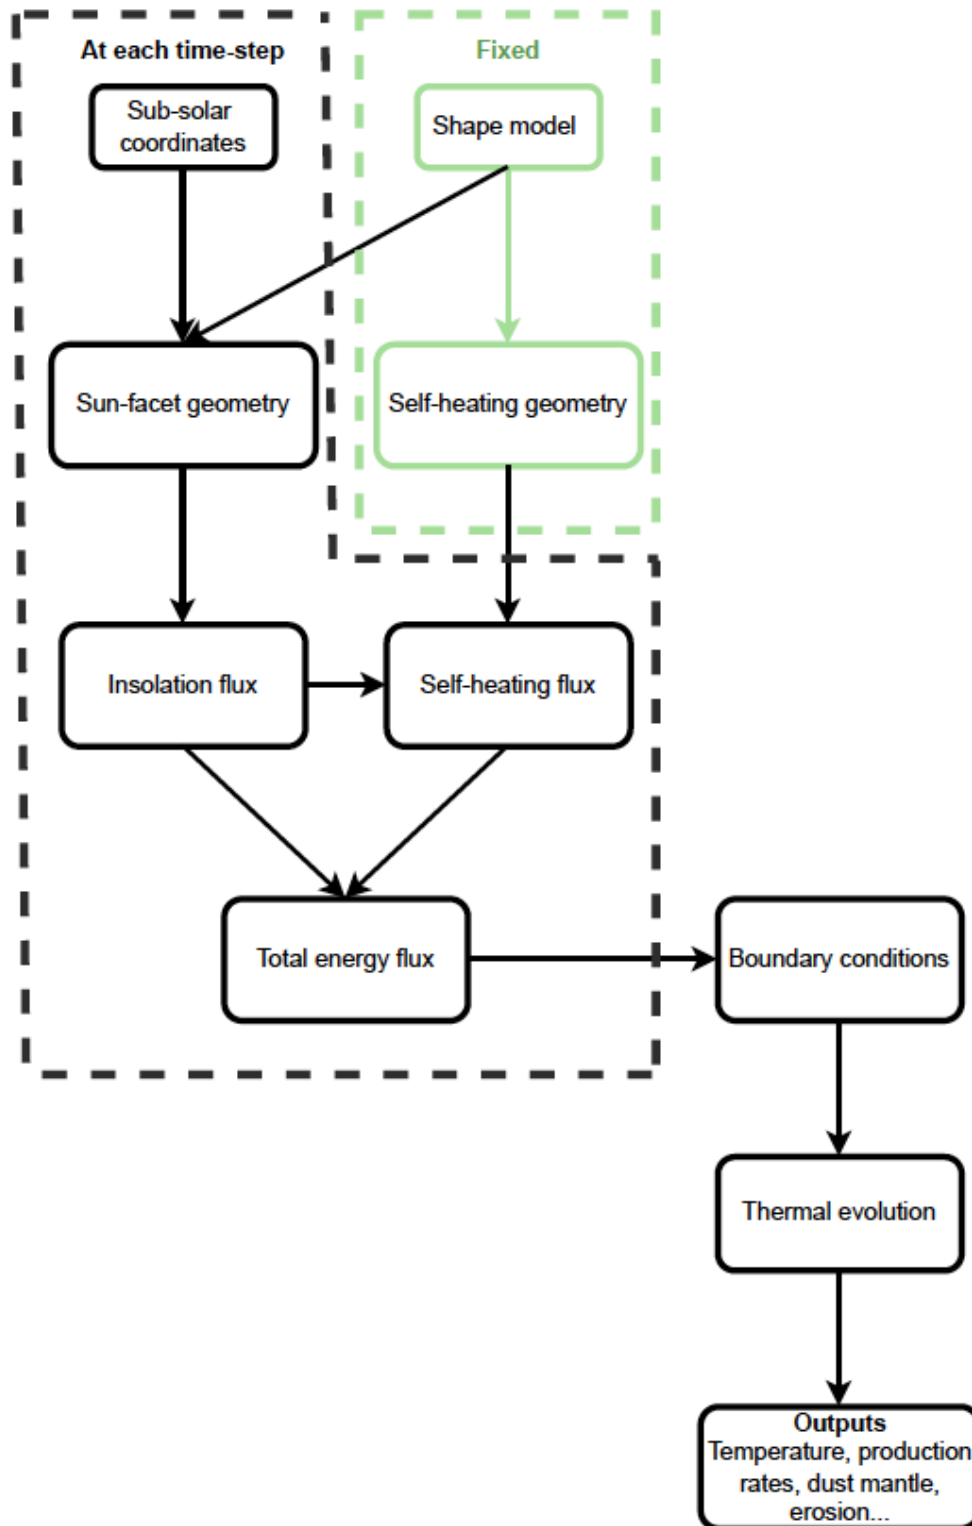 At each time-step
Fixed
Sub-solar
coordinates
Shape model
Sun-facet geometry
Self-heating geometry
Insolation flux
Self-heating flux
Total energy flux
Boundary conditions
Thermal evolution
Outputs
Temperature, production
rates, dust mantle,
erosion...